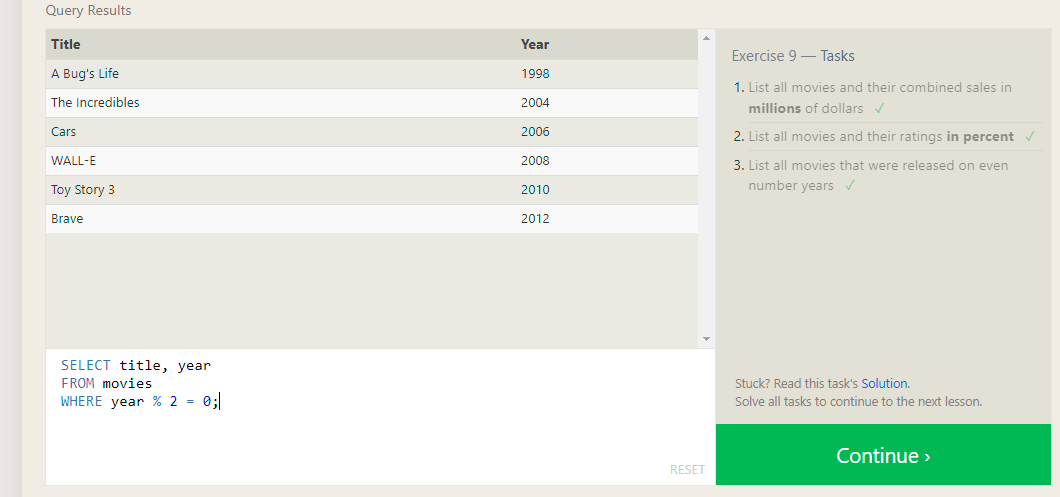 Query Results
Title Year
A Bug's Life 1998
The Incredibles 2004
Cars 2006
WALL-E 2008
Toy Story 3 2010
Brave 2012
SELECT title, year
FROM movies
WHERE year % 2 = 0;
RESET
Exercise 9 — Tasks
1. List all movies and their combined sales in
millions of dollars ✓
2. List all movies and their ratings in percent ✓
3. List all movies that were released on even
number years ✓
Stuck? Read this task's Solution.
Solve all tasks to continue to the next lesson.
Continue ›